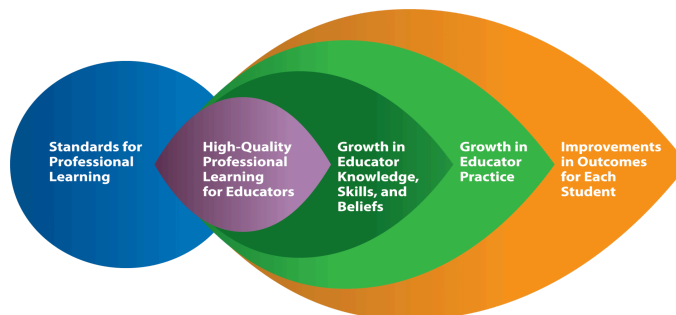 Standards for
Professional
Learning
High-Quality
Professional
Learning
for Educators
Growth in
Educator
Knowledge,
Skills, and
Beliefs
Growth in
Educator
Practice
Improvements
in Outcomes
for Each
Student